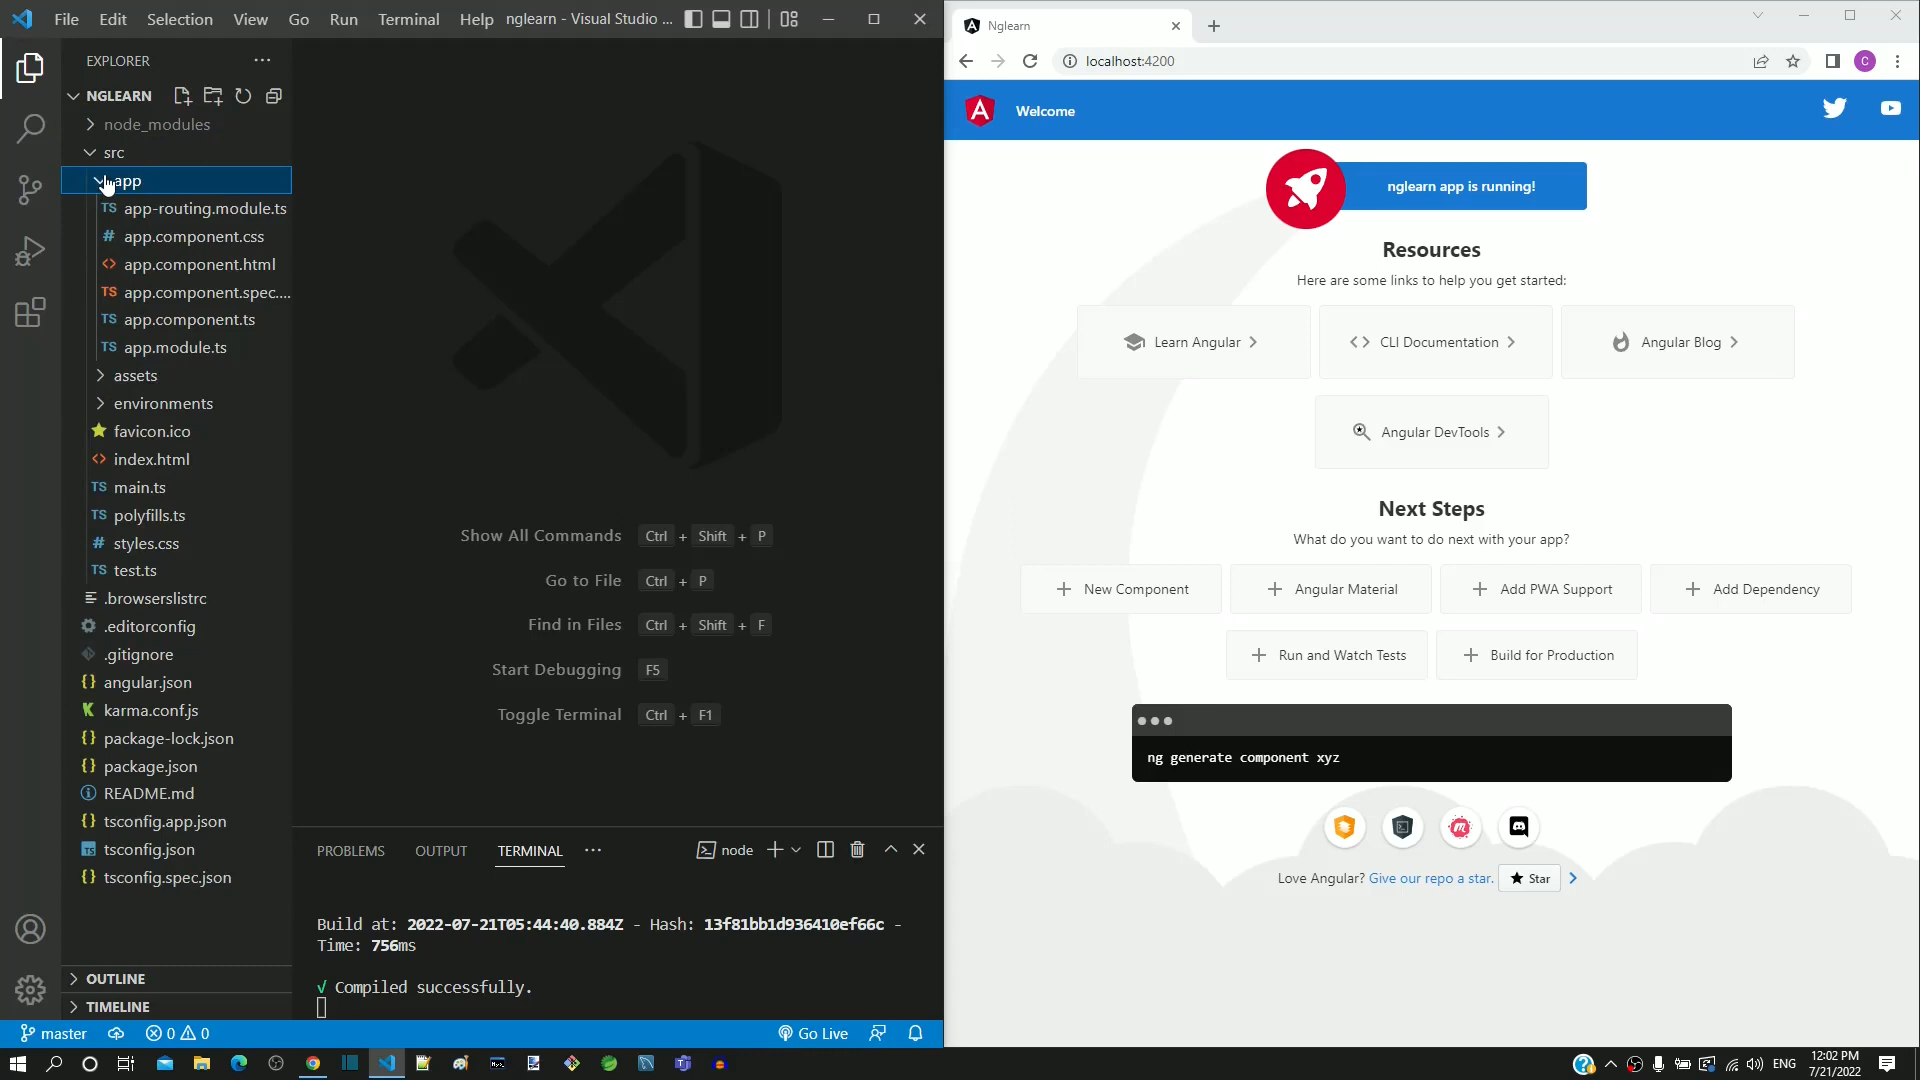 File Edit Selection View Go Run Terminal Help nglearn - Visual Studio ...
EXPLORER
NGLEARN
node_modules
src
app
TS app-routing.module.ts
# app.component.css
<> app.component.html
TS app.component.spec....
TS app.component.ts
TS app.module.ts
assets
environments
favicon.ico
<> index.html
TS main.ts
TS polyfills.ts
# styles.css
TS test.ts
.browserslistrc
.editorconfig
.gitignore
{} angular.json
karma.conf.js
{} package-lock.json
{} package.json
README.md
{} tsconfig.app.json
TS tsconfig.json
{} tsconfig.spec.json
OUTLINE
TIMELINE
Show All Commands Ctrl + Shift + P
Go to File Ctrl + P
Find in Files Ctrl + Shift + F
Start Debugging F5
Toggle Terminal Ctrl + F1
PROBLEMS OUTPUT TERMINAL ... node
Build at: 2022-07-21T05:44:40.884Z - Hash: 13f81bb1d936410ef66c -
Time: 756ms
√ Compiled successfully.
master 0 0 Go Live
Nglearn
localhost:4200
C
A Welcome
nglearn app is running!
Resources
Here are some links to help you get started:
Learn Angular
CLI Documentation
Angular Blog
Angular DevTools
Next Steps
What do you want to do next with your app?
New Component
Angular Material
Add PWA Support
Add Dependency
Run and Watch Tests
Build for Production
ng generate component xyz
m
Love Angular? Give our repo a star. Star
ENG
12:02 PM
7/21/2022